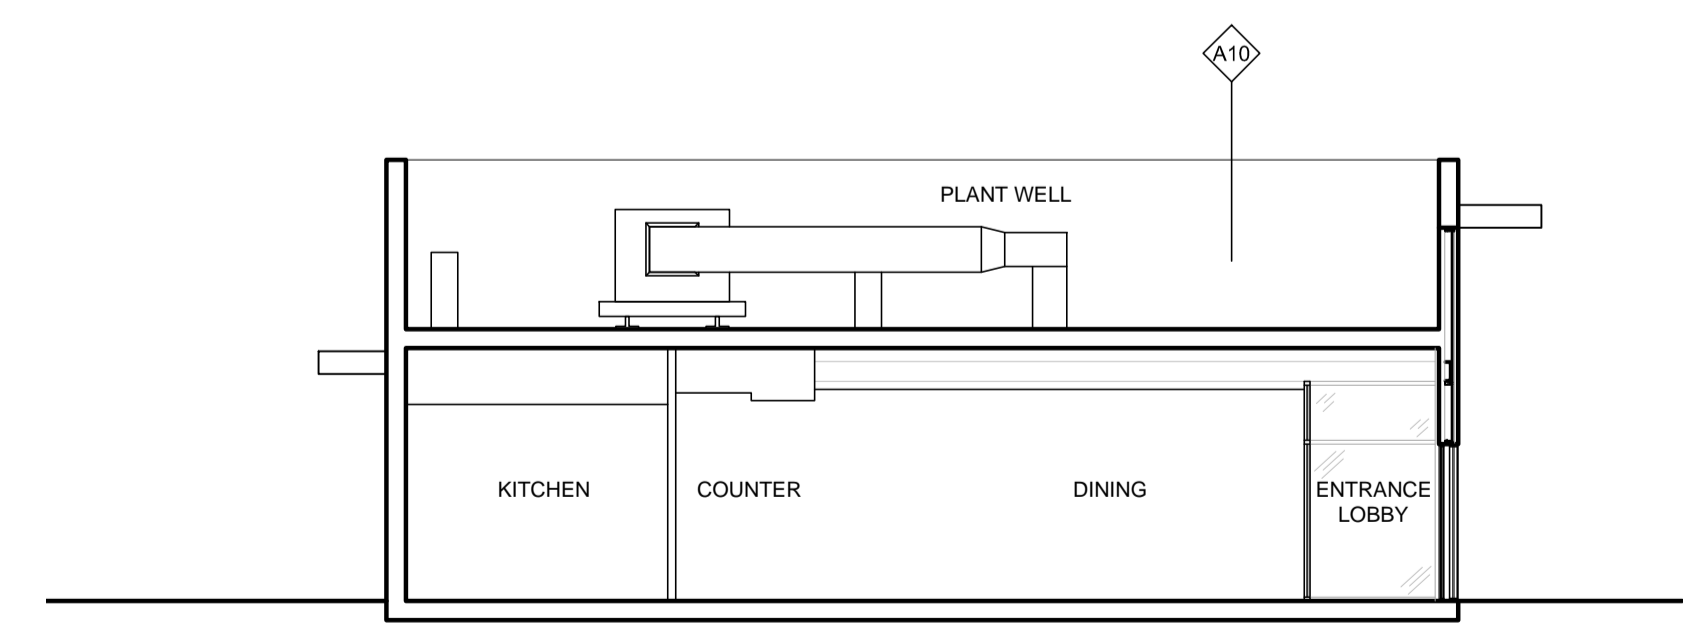 A10
PLANT WELL
KITCHEN
COUNTER
DINING
ENTRANCE
LOBBY